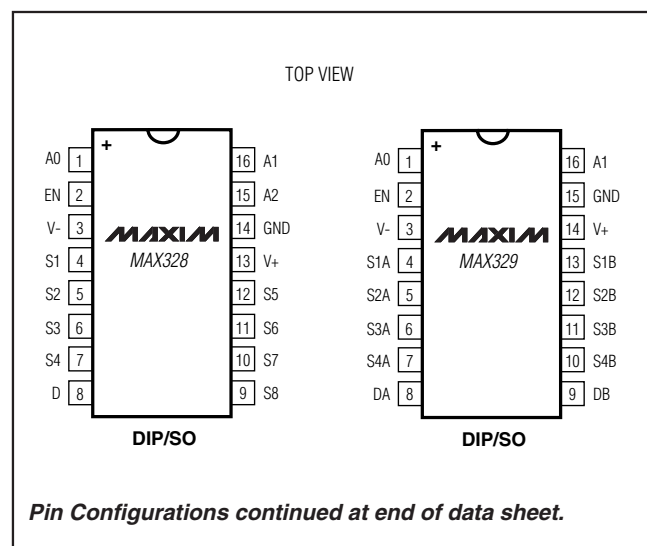 TOP VIEW
A0 1 + 16 A1
EN 2 15 A2
V- 3 14 GND
S1 4 13 V+
S2 5 12 S5
S3 6 11 S6
S4 7 10 S7
D 8 9 S8
MAXIM
MAX328
DIP/SO
A0 1 + 16 A1
EN 2 15 GND
V- 3 14 V+
S1A 4 13 S1B
S2A 5 12 S2B
S3A 6 11 S3B
S4A 7 10 S4B
DA 8 9 DB
MAXIM
MAX329
DIP/SO
Pin Configurations continued at end of data sheet.